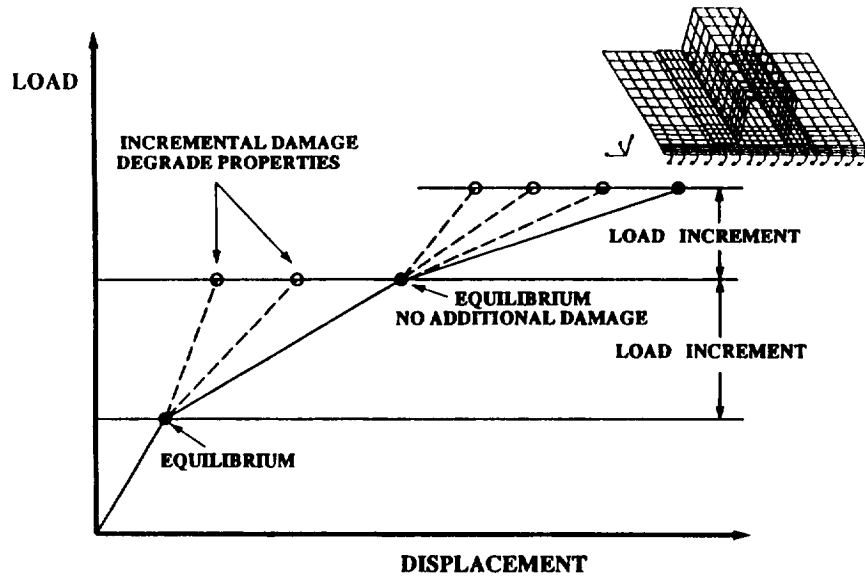 LOAD
INCREMENTAL DAMAGE
DEGRADE PROPERTIES
LOAD INCREMENT
EQUILIBRIUM
NO ADDITIONAL DAMAGE
LOAD INCREMENT
EQUILIBRIUM
DISPLACEMENT